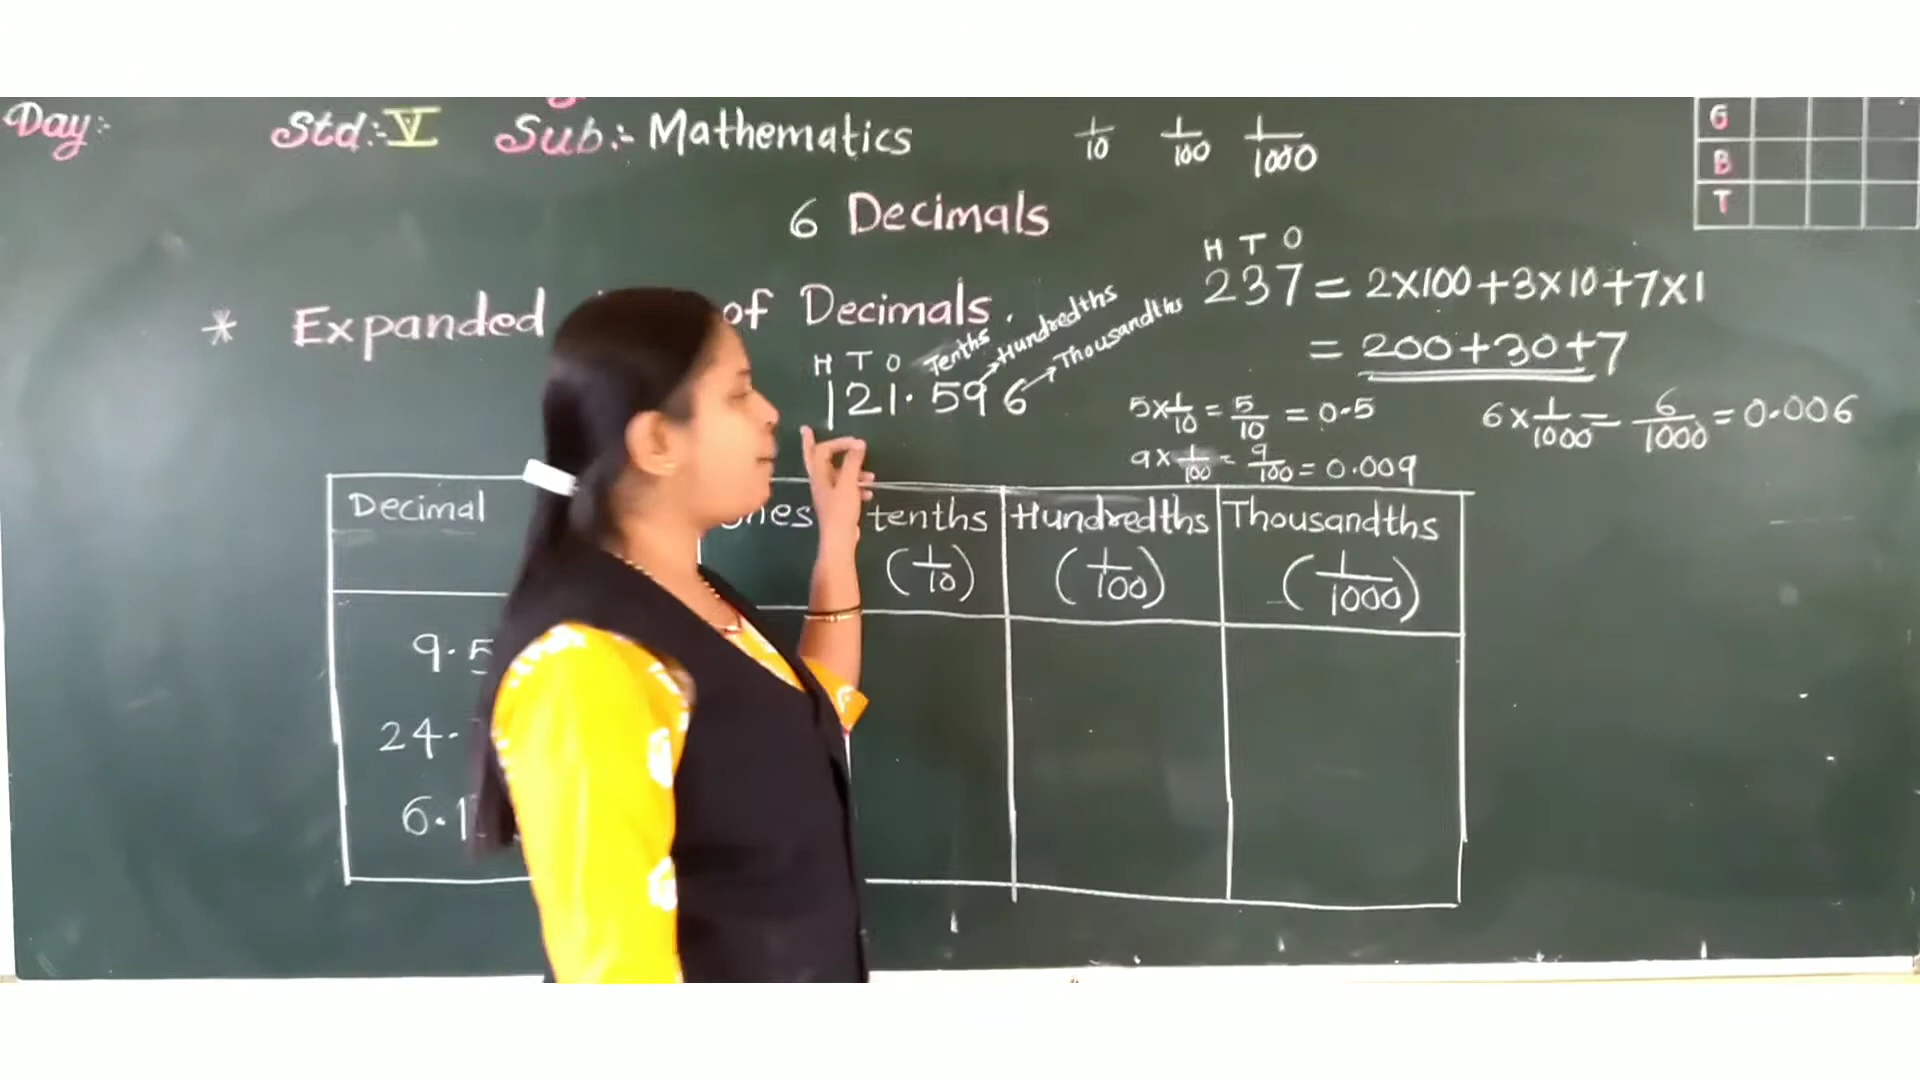 Day:- Std:- V Sub:- Mathematics 1/10 1/100 1/1000
G
B
T
6 Decimals
H T O
237 = 2x100+3x10+7x1
= 200+30+7
* Expanded of Decimals.
H T O Tenths Hundredths Thousandths
121.596
5x1/10 = 5/10 = 0.5
9x1/100 = 9/100 = 0.009
6x1/1000 = 6/1000 = 0.006
Decimal tenths Hundredths Thousandths
(1/10) (1/100) (1/1000)
9.5
24.
6.1